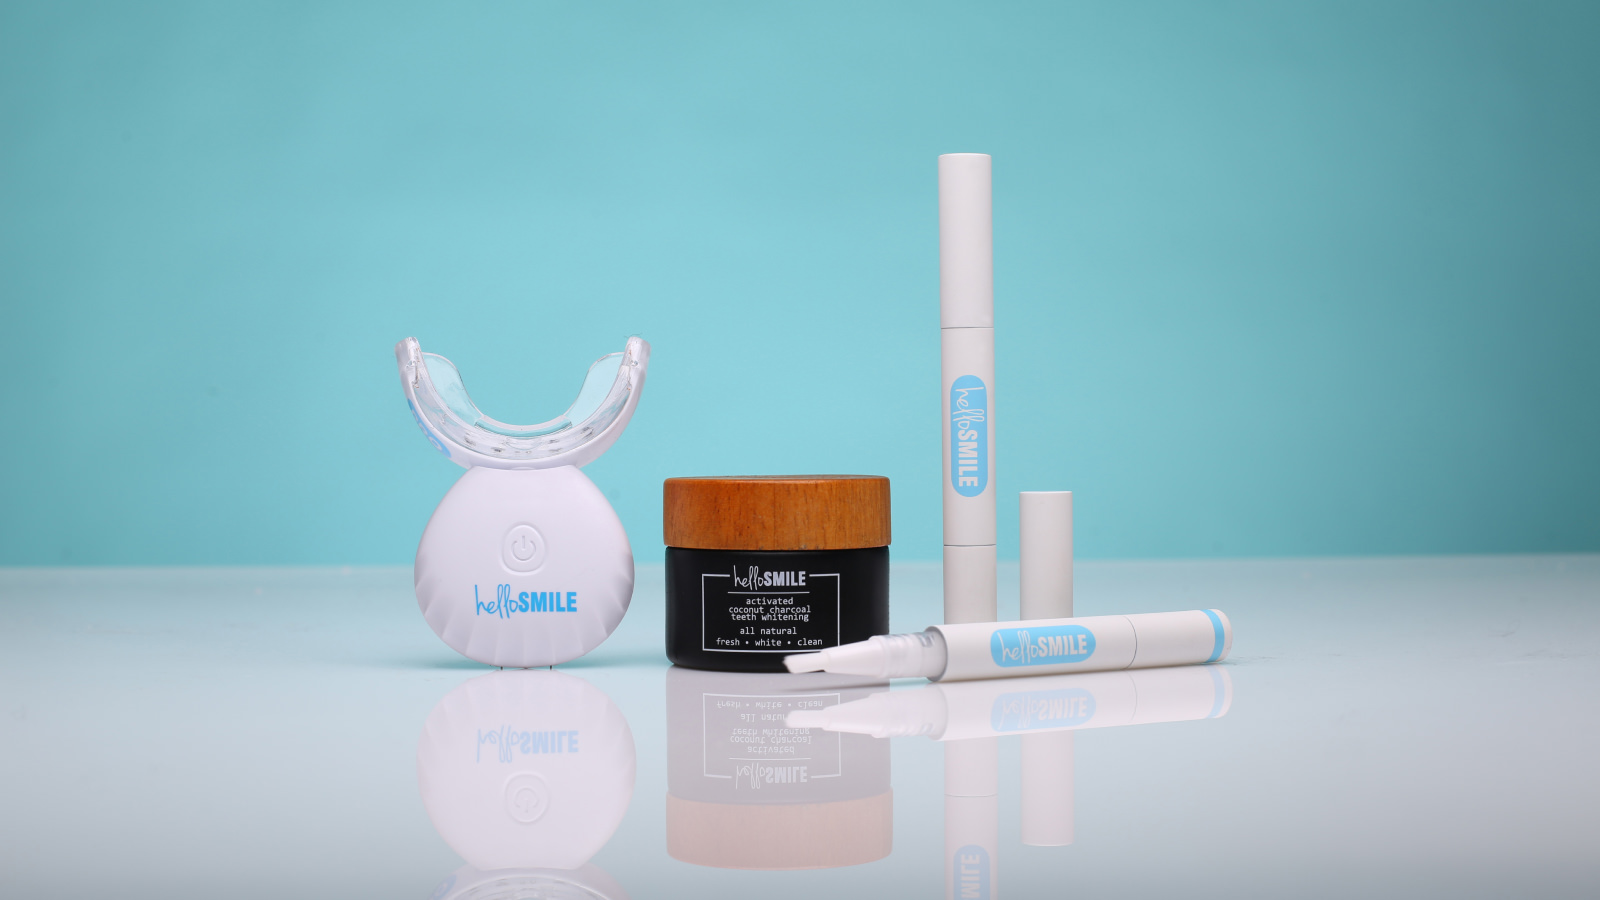 helloSMILE
helloSMILE
activated
coconut charcoal
teeth whitening
all natural
fresh • white • clean
helloSMILE
helloSMILE